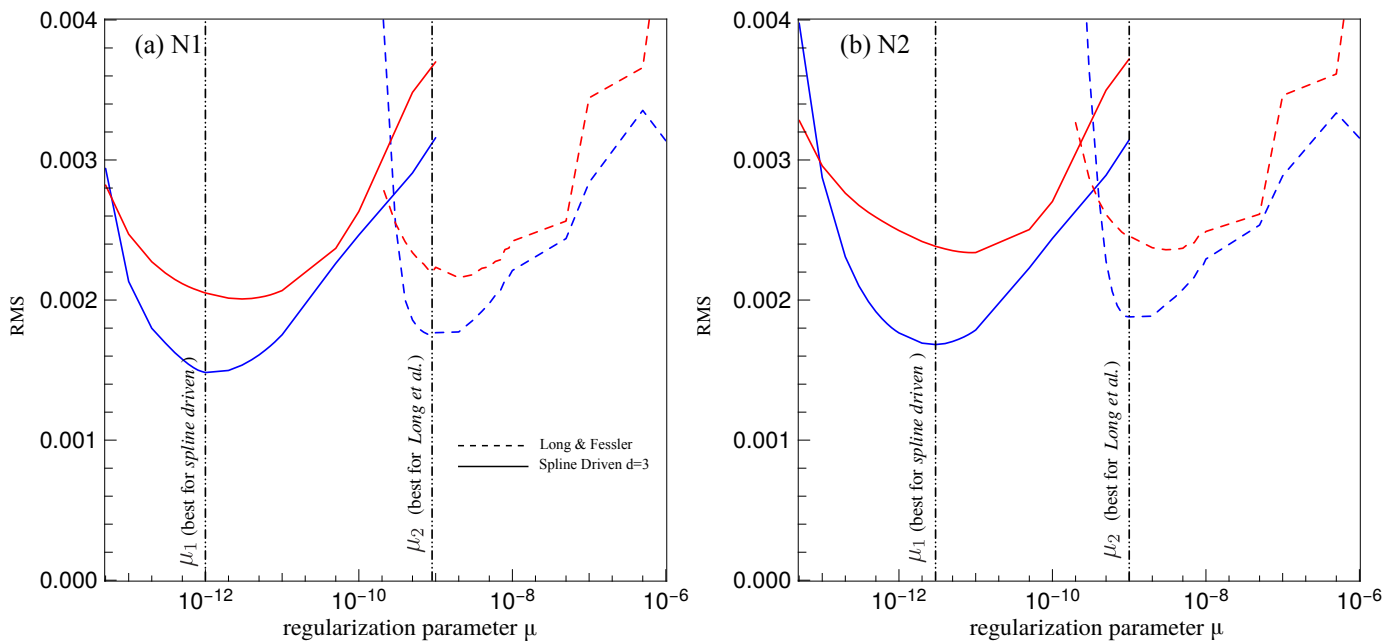 (a) N1
0.004
0.003
0.002
0.001
0.000
RMS
μ1 (best for spline driven )
μ2 (best for Long et al.)
Long & Fessler
Spline Driven d=3
10−12
10−10
10−8
10−6
regularization parameter μ
(b) N2
0.004
0.003
0.002
0.001
0.000
RMS
μ1 (best for spline driven )
μ2 (best for Long et al.)
10−12
10−10
10−8
10−6
regularization parameter μ